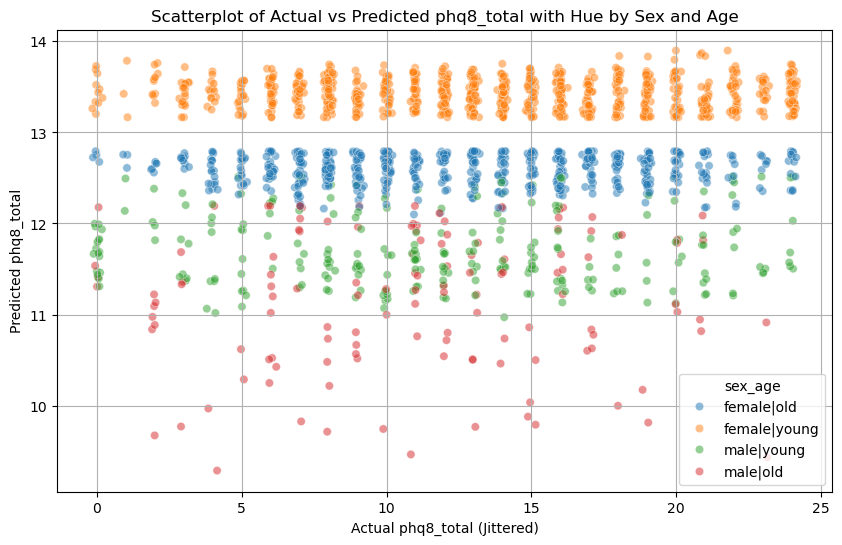 Scatterplot of Actual vs Predicted phq8_total with Hue by Sex and Age
Predicted phq8_total
14
13
12
11
10
0
5
10
15
20
25
Actual phq8_total (Jittered)
sex_age
female|old
female|young
male|young
male|old